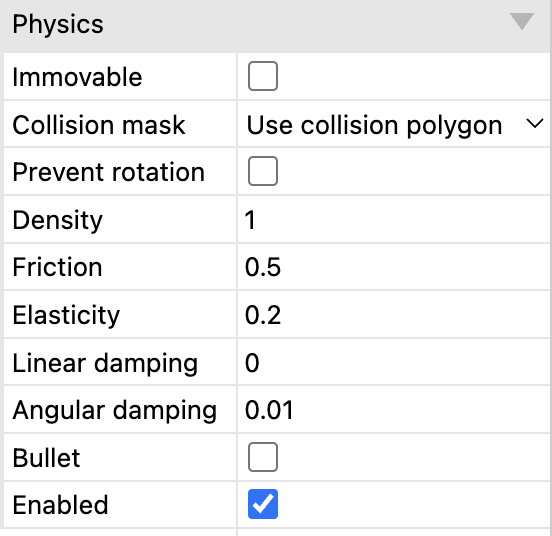 Physics
Immovable
Collision mask Use collision polygon
Prevent rotation
Density 1
Friction 0.5
Elasticity 0.2
Linear damping 0
Angular damping 0.01
Bullet
Enabled